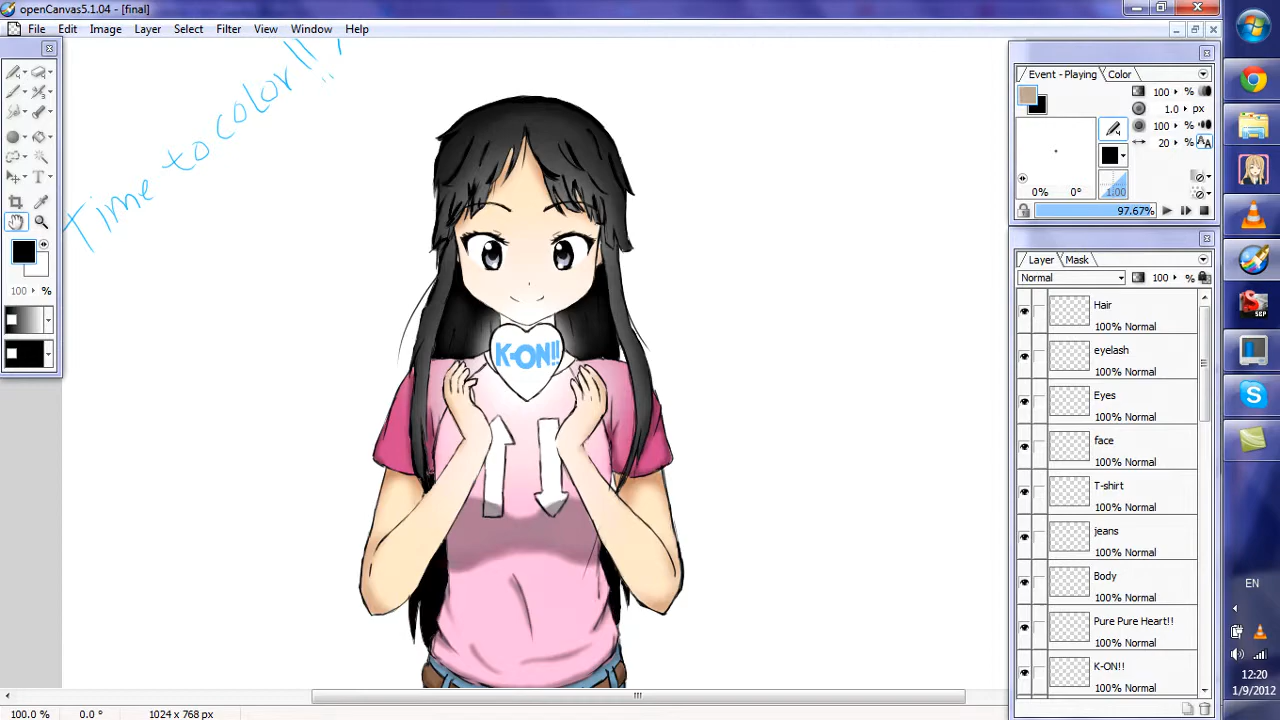 openCanvas5.1.04 - [final]
File Edit Image Layer Select Filter View Window Help
Time to color!!
K-ON!!
100 %
Event - Playing Color
100 %
1.0 px
100 %
20 %
0% 0° 1.00
97.67%
Layer Mask
Normal 100 %
Hair
100% Normal
eyelash
100% Normal
Eyes
100% Normal
face
100% Normal
T-shirt
100% Normal
jeans
100% Normal
Body
100% Normal
Pure Pure Heart!!
100% Normal
K-ON!!
100% Normal
100.0 % 0.0 ° 1024 x 768 px
EN
12:20
1/9/2012